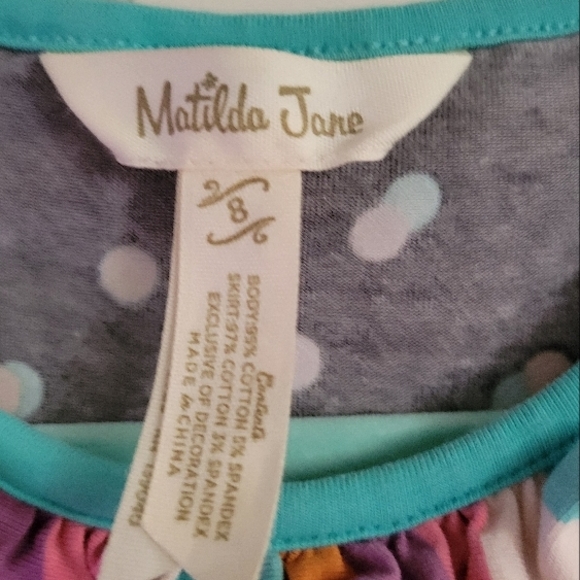 Matilda Jane
8
Content
BODY:95% COTTON 5% SPANDEX
SKIRT:97% COTTON 3% SPANDEX
EXCLUSIVE OF DECORATION
MADE in CHINA